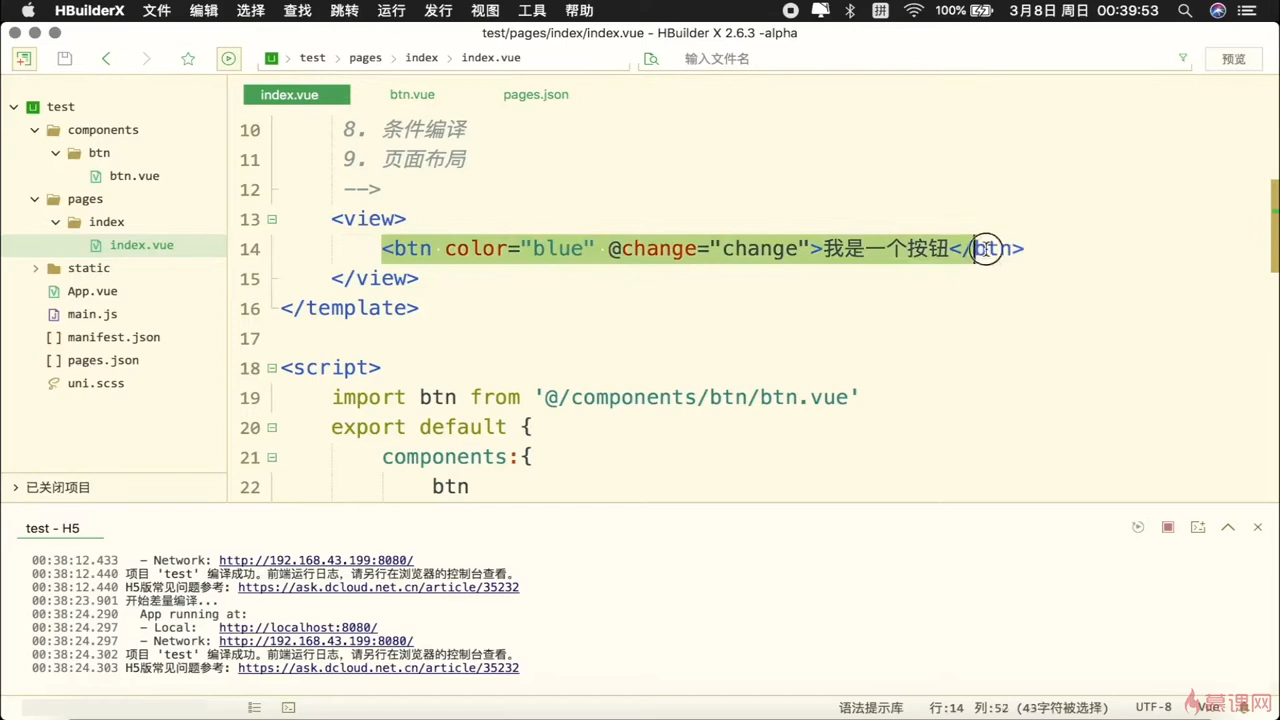 HBuilderX 文件 编辑 选择 查找 跳转 运行 发行 视图 工具 帮助 拼 100% 3月8日 周日 00:39:53
test/pages/index/index.vue - HBuilder X 2.6.3 -alpha
test pages index index.vue 输入文件名 预览
index.vue btn.vue pages.json
test
components
btn
btn.vue
pages
index
index.vue
static
App.vue
main.js
manifest.json
pages.json
uni.scss
已关闭项目
10 8. 条件编译
11 9. 页面布局
12 -->
13 <view>
14 <btn color="blue" @change="change">我是一个按钮</btn>
15 </view>
16 </template>
17
18 <script>
19 import btn from '@/components/btn/btn.vue'
20 export default {
21 components:{
22 btn
test - H5
00:38:12.433 - Network: http://192.168.43.199:8080/
00:38:12.440 项目 'test' 编译成功。前端运行日志，请另行在浏览器的控制台查看。
00:38:12.440 H5版常见问题参考: https://ask.dcloud.net.cn/article/35232
00:38:23.901 开始差量编译...
00:38:24.290 App running at:
00:38:24.297 - Local: http://localhost:8080/
00:38:24.297 - Network: http://192.168.43.199:8080/
00:38:24.302 项目 'test' 编译成功。前端运行日志，请另行在浏览器的控制台查看。
00:38:24.303 H5版常见问题参考: https://ask.dcloud.net.cn/article/35232
语法提示库 行:14 列:52 (43字符被选择) UTF-8 Vue
慕课网